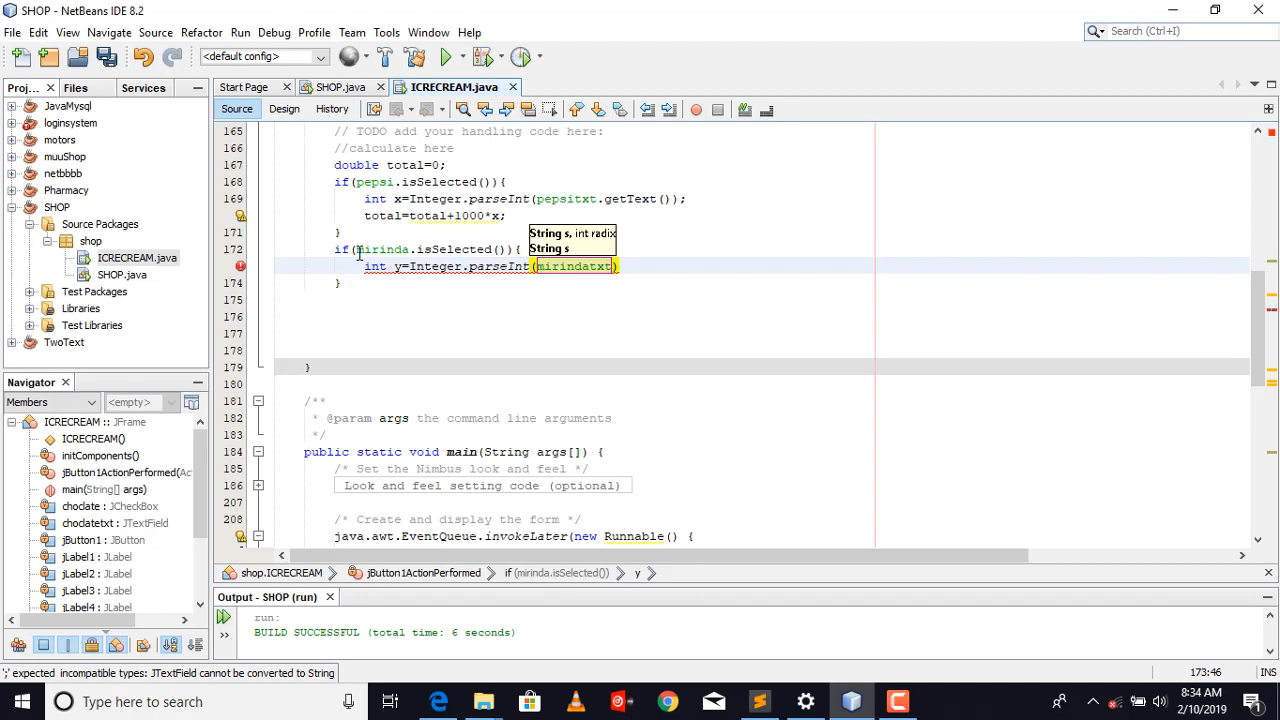 SHOP - NetBeans IDE 8.2
File Edit View Navigate Source Refactor Run Debug Profile Team Tools Window Help
Search (Ctrl+I)
<default config>
Proj... Files Services
Start Page SHOP.java ICRECREAM.java
Source Design History
JavaMysql
loginsystem
motors
muuShop
netbbbb
Pharmacy
SHOP
Source Packages
shop
ICRECREAM.java
SHOP.java
Test Packages
Libraries
Test Libraries
TwoText
165 // TODO add your handling code here:
166 //calculate here
167 double total=0;
168 if(pepsi.isSelected()){
169 int x=Integer.parseInt(pepsitxt.getText());
total=total+1000*x;
171 }
172 if(mirinda.isSelected()){
String s, int radix
String s
int y=Integer.parseInt(mirindatxt)
174 }
175
176
177
178
179 }
180
181 /**
182 * @param args the command line arguments
183 */
184 public static void main(String args[]) {
185 /* Set the Nimbus look and feel */
186 Look and feel setting code (optional)
207
208 /* Create and display the form */
java.awt.EventQueue.invokeLater(new Runnable() {
Navigator
Members <empty>
ICRECREAM :: JFrame
ICRECREAM()
initComponents()
jButton1ActionPerformed(Ac
main(String[] args)
choclate : JCheckBox
choclatetxt : JTextField
jButton1 : JButton
jLabel1 : JLabel
jLabel2 : JLabel
jLabel3 : JLabel
jLabel4 : JLabel
shop.ICRECREAM jButton1ActionPerformed if (mirinda.isSelected()) y
Output - SHOP (run)
run:
BUILD SUCCESSFUL (total time: 6 seconds)
';' expected incompatible types: JTextField cannot be converted to String
173:46 INS
Type here to search
8:34 AM
2/10/2019